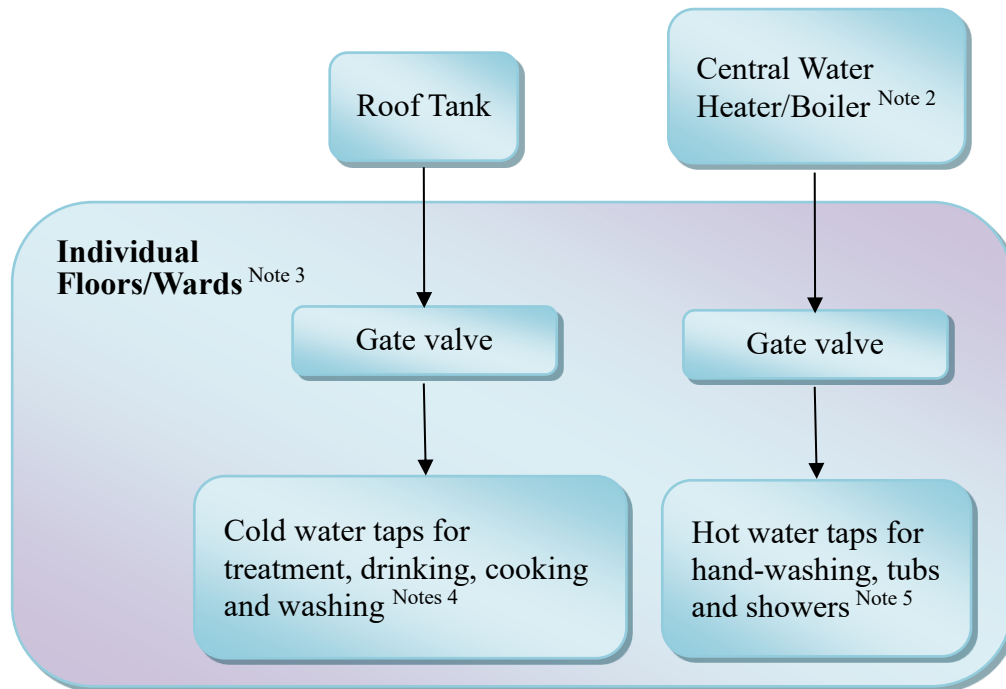 Roof Tank
Central Water
Heater/Boiler Note 2
Individual
Floors/Wards Note 3
Gate valve
Gate valve
Cold water taps for
treatment, drinking, cooking
and washing Notes 4
Hot water taps for
hand-washing, tubs
and showers Note 5